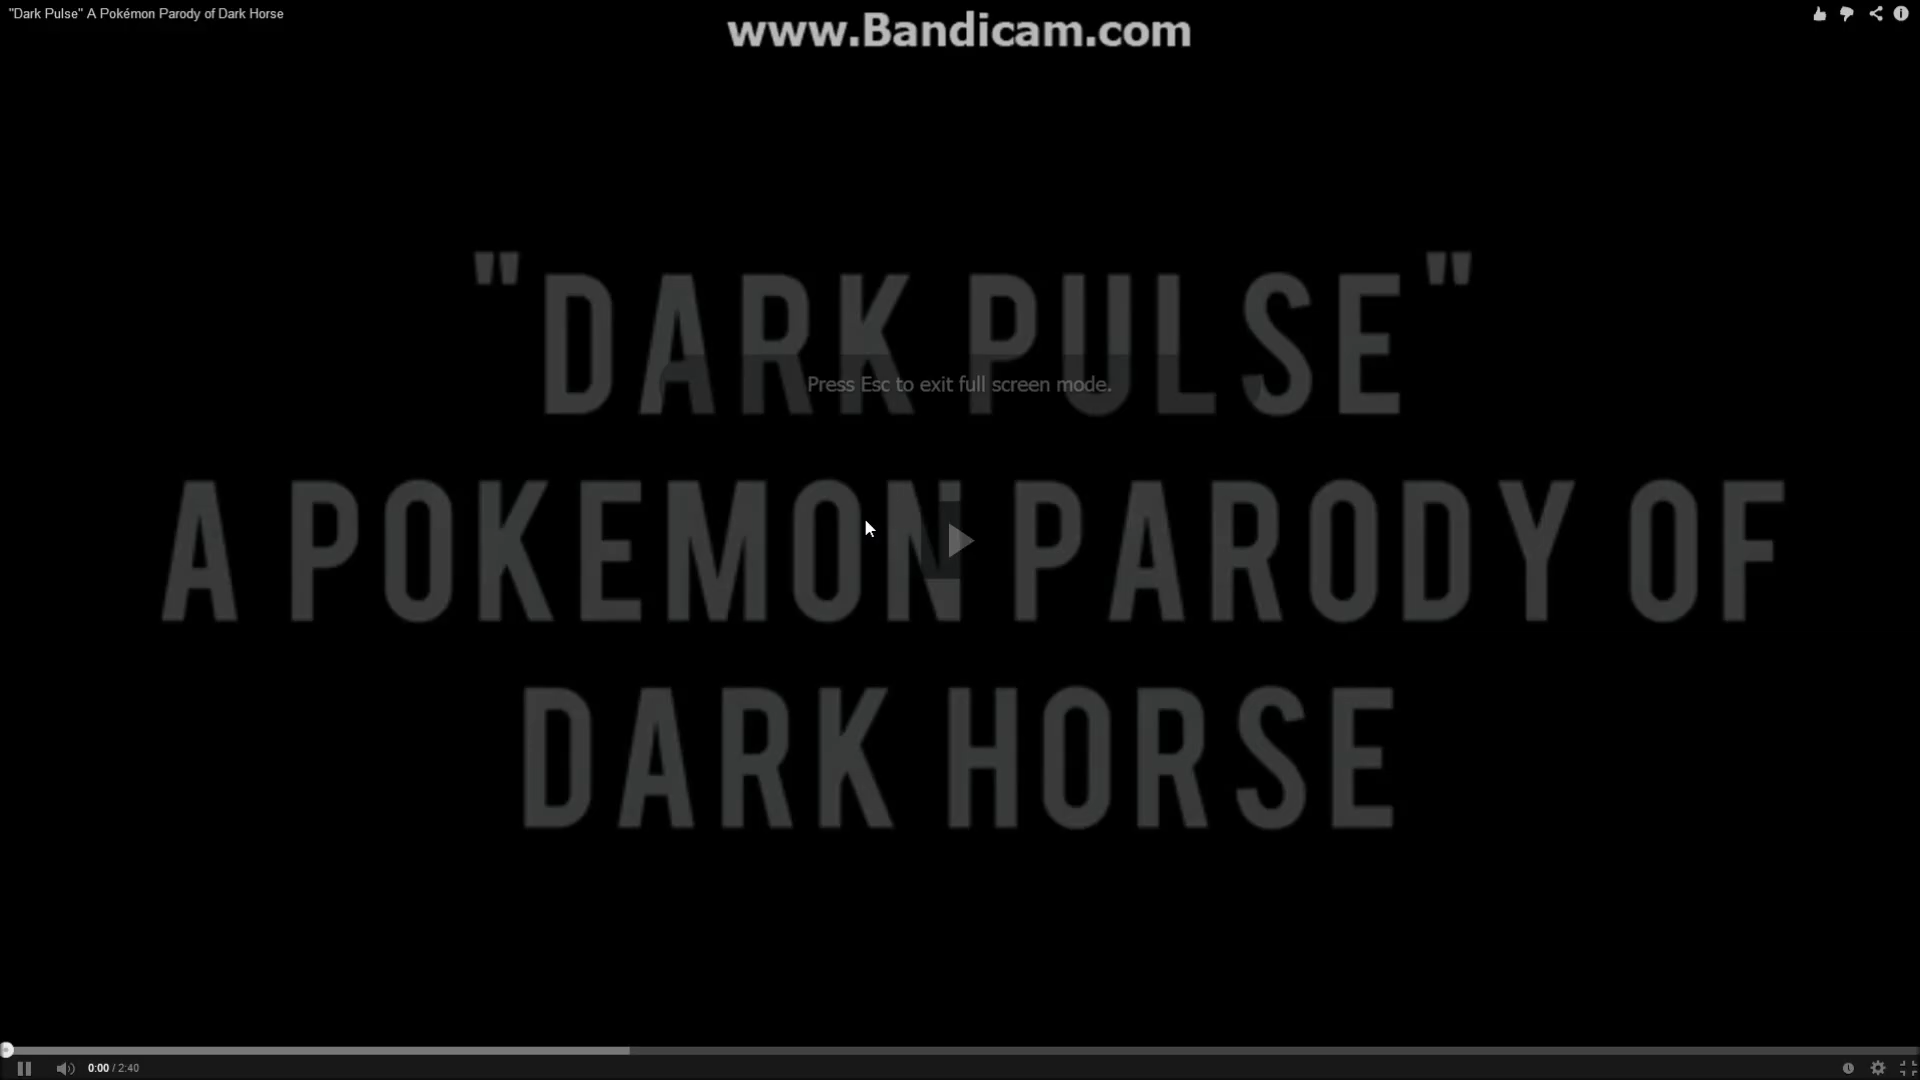 "Dark Pulse" A Pokémon Parody of Dark Horse
www.Bandicam.com
"DARK PULSE"
Press Esc to exit full screen mode.
A POKEMON PARODY OF
DARK HORSE
0:00 / 2:40